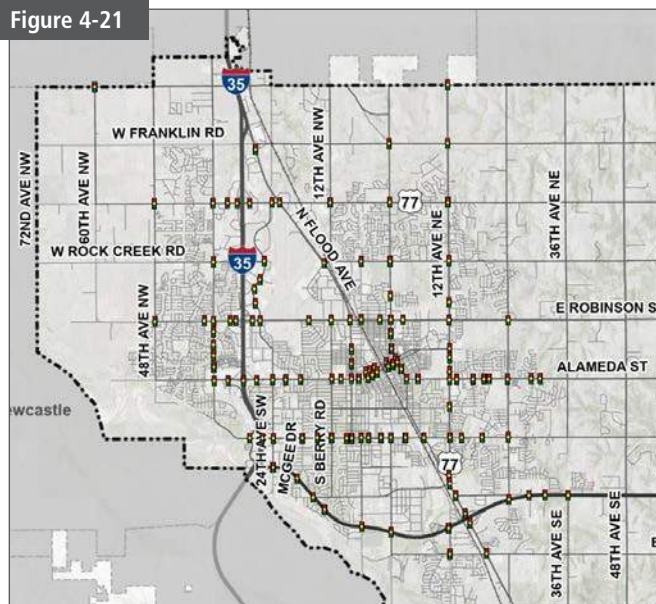 Figure 4-21
35
W FRANKLIN RD
12TH AVE NW
72ND AVE NW
60TH AVE NW
77
36TH AVE NE
N FLOOD AVE
12TH AVE NE
W ROCK CREEK RD
35
48TH AVE NW
E ROBINSON S
ALAMEDA ST
ewcastle
24TH AVE SW
MCGEE DR
S BERRY RD
77
36TH AVE SE
48TH AVE SE
E